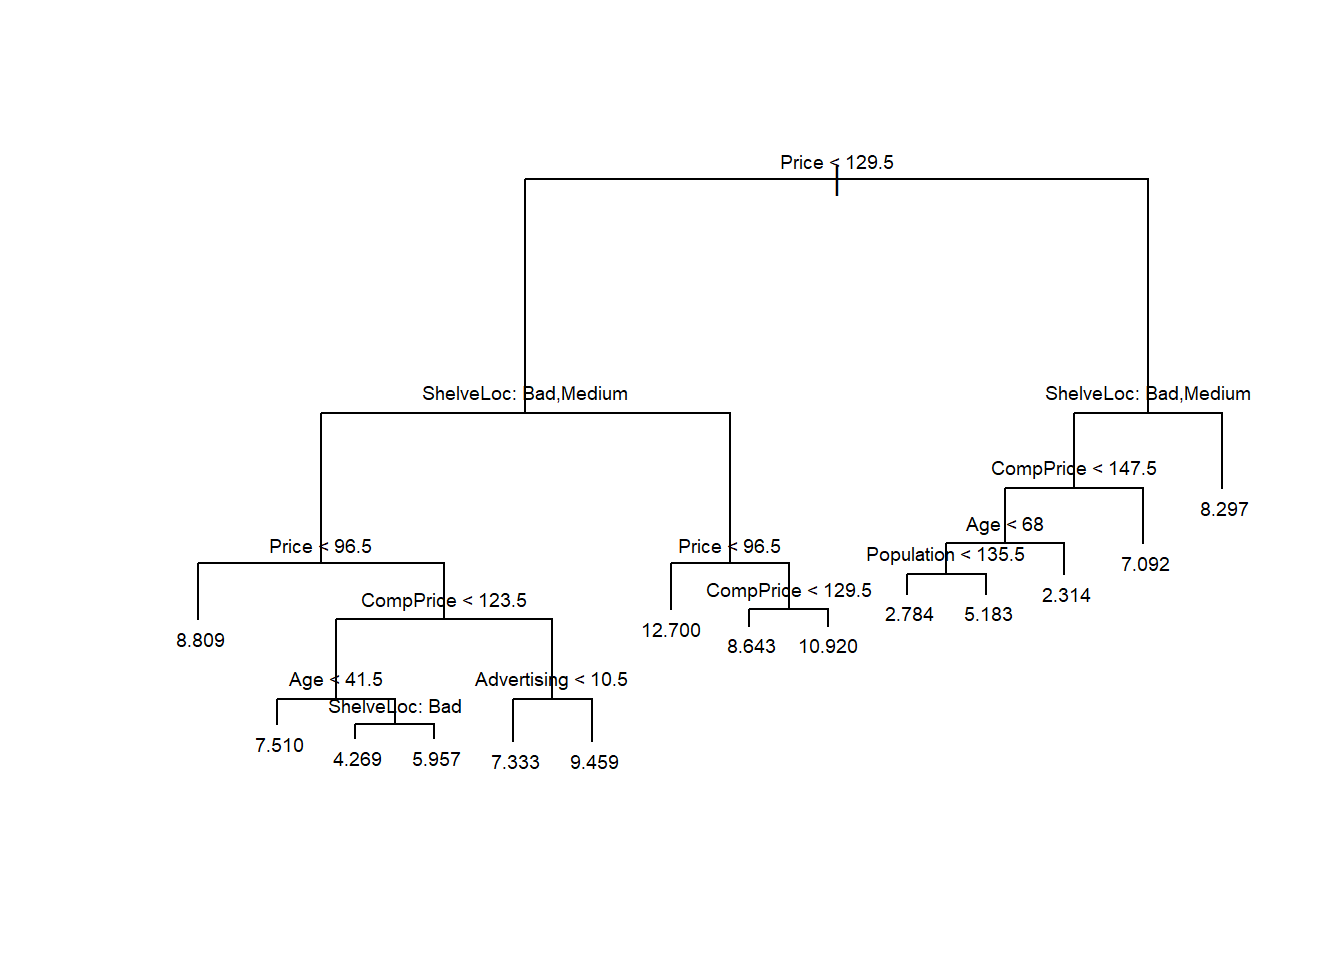 Price < 129.5
ShelveLoc: Bad,Medium
ShelveLoc: Bad,Medium
CompPrice < 147.5
8.297
Age < 68
Price < 96.5
Price < 96.5
Population < 135.5
7.092
CompPrice < 123.5
CompPrice < 129.5
2.314
2.784
5.183
8.809
12.700
8.643
10.920
Age < 41.5
Advertising < 10.5
ShelveLoc: Bad
7.510
4.269
5.957
7.333
9.459